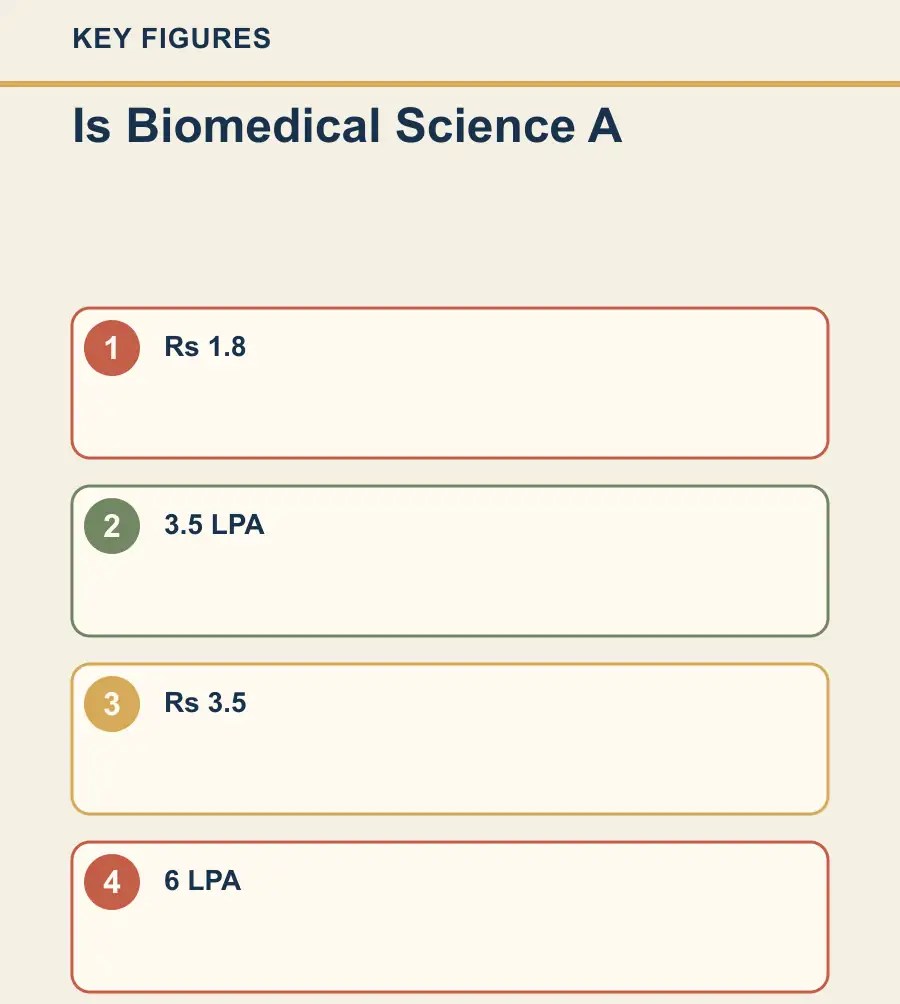 KEY FIGURES
Is Biomedical Science A
1 Rs 1.8
2 3.5 LPA
3 Rs 3.5
4 6 LPA